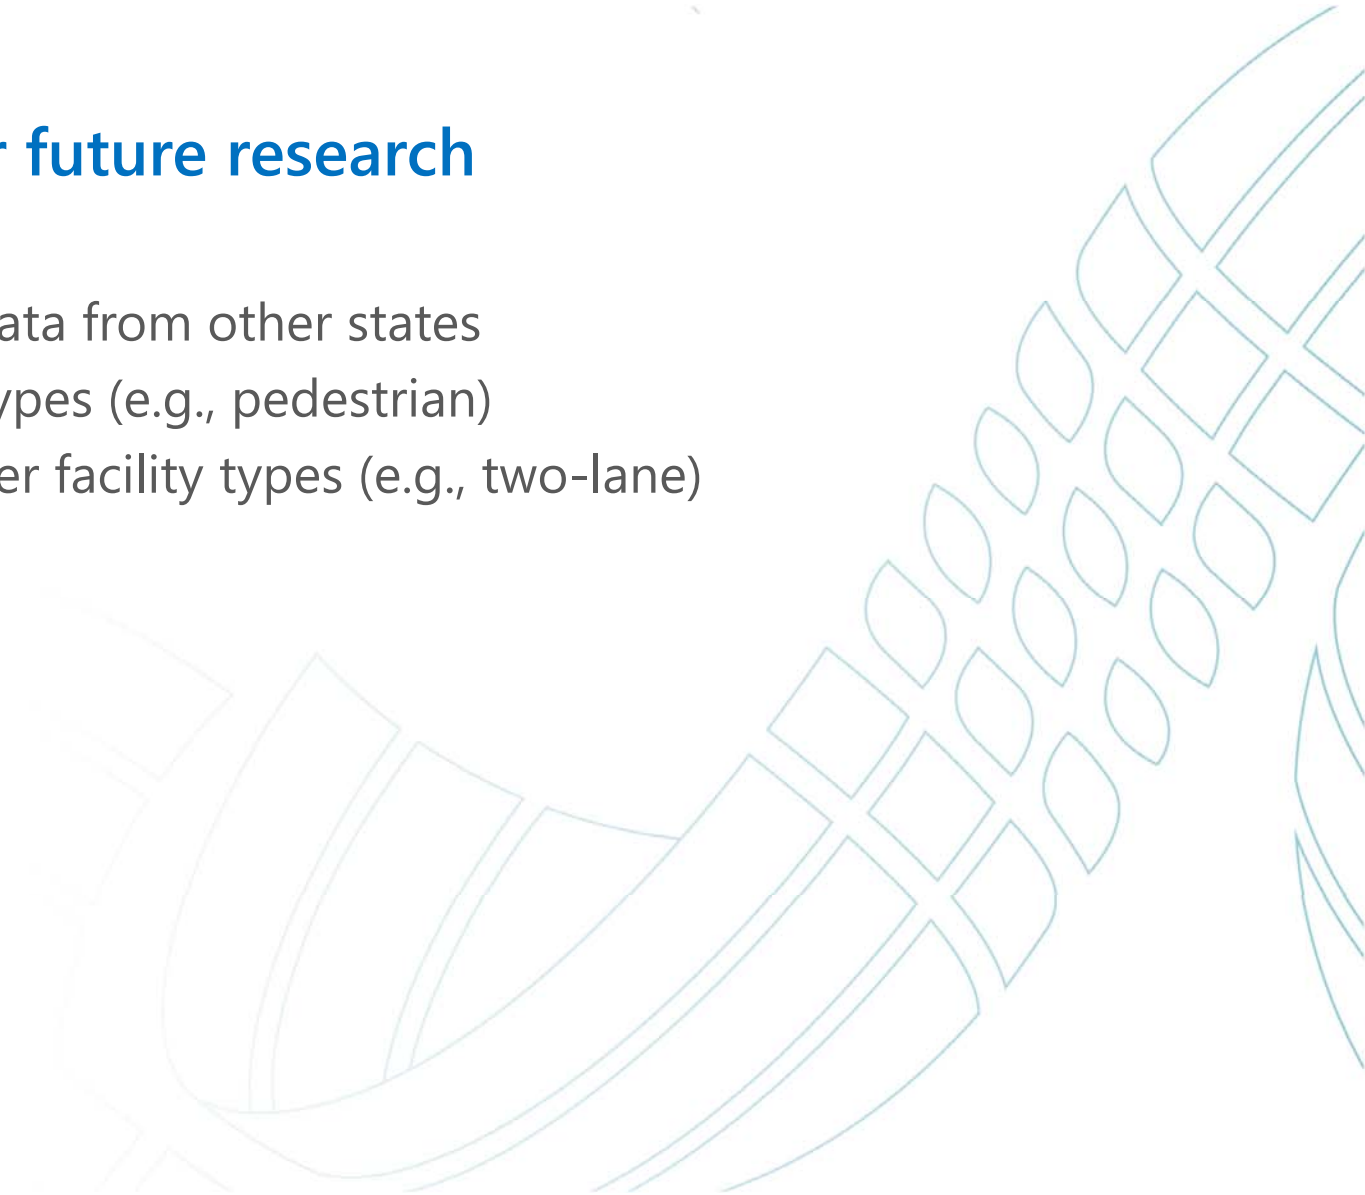 r future research
ata from other states
ypes (e.g., pedestrian)
er facility types (e.g., two-lane)